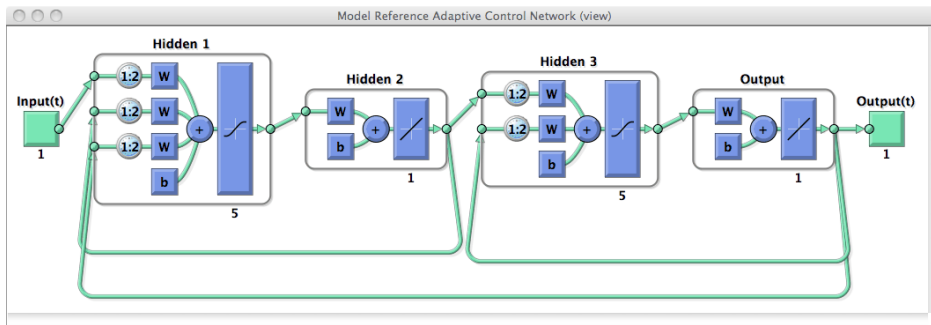 Model Reference Adaptive Control Network (view)
Hidden 1
Hidden 2
Hidden 3
Output
Input(t)
Output(t)
1:2 W
1:2 W
1:2 W
b
+
5
W
b
+
1
1:2 W
1:2 W
b
+
5
W
b
+
1
1
1